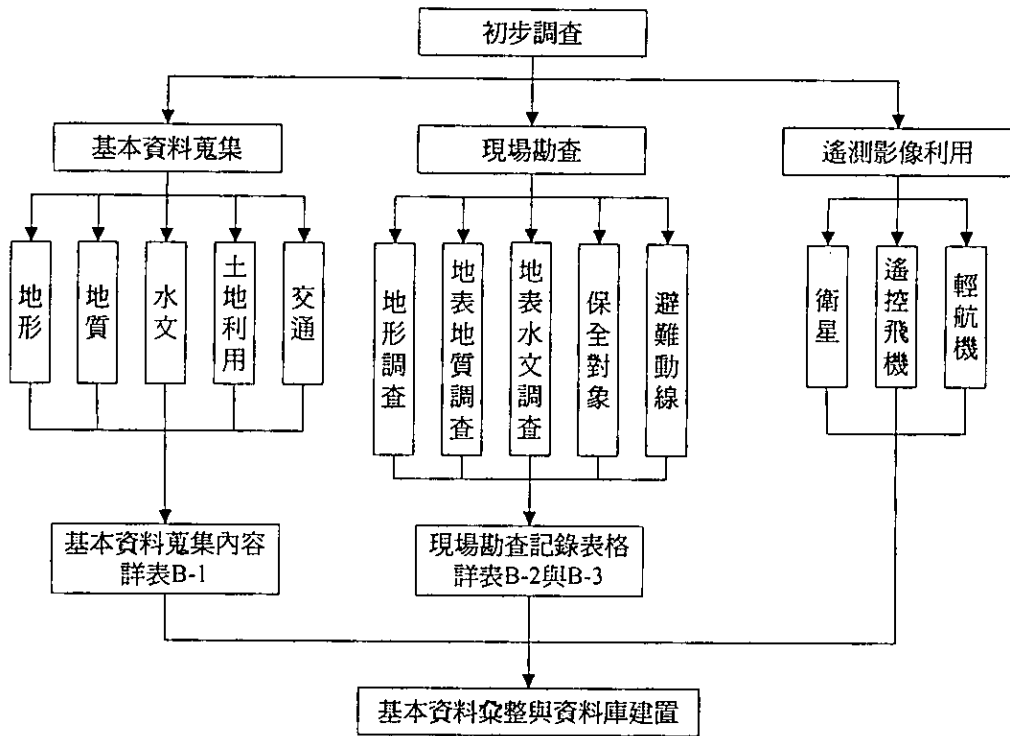 初步調查
基本資料蒐集
現場勘查
遙測影像利用
地形
地質
水文
土地利用
交通
地形調查
地表地質調查
地表水文調查
保全對象
避難動線
衛星
遙控飛機
輕航機
基本資料蒐集內容
詳表B-1
現場勘查記錄表格
詳表B-2與B-3
基本資料彙整與資料庫建置